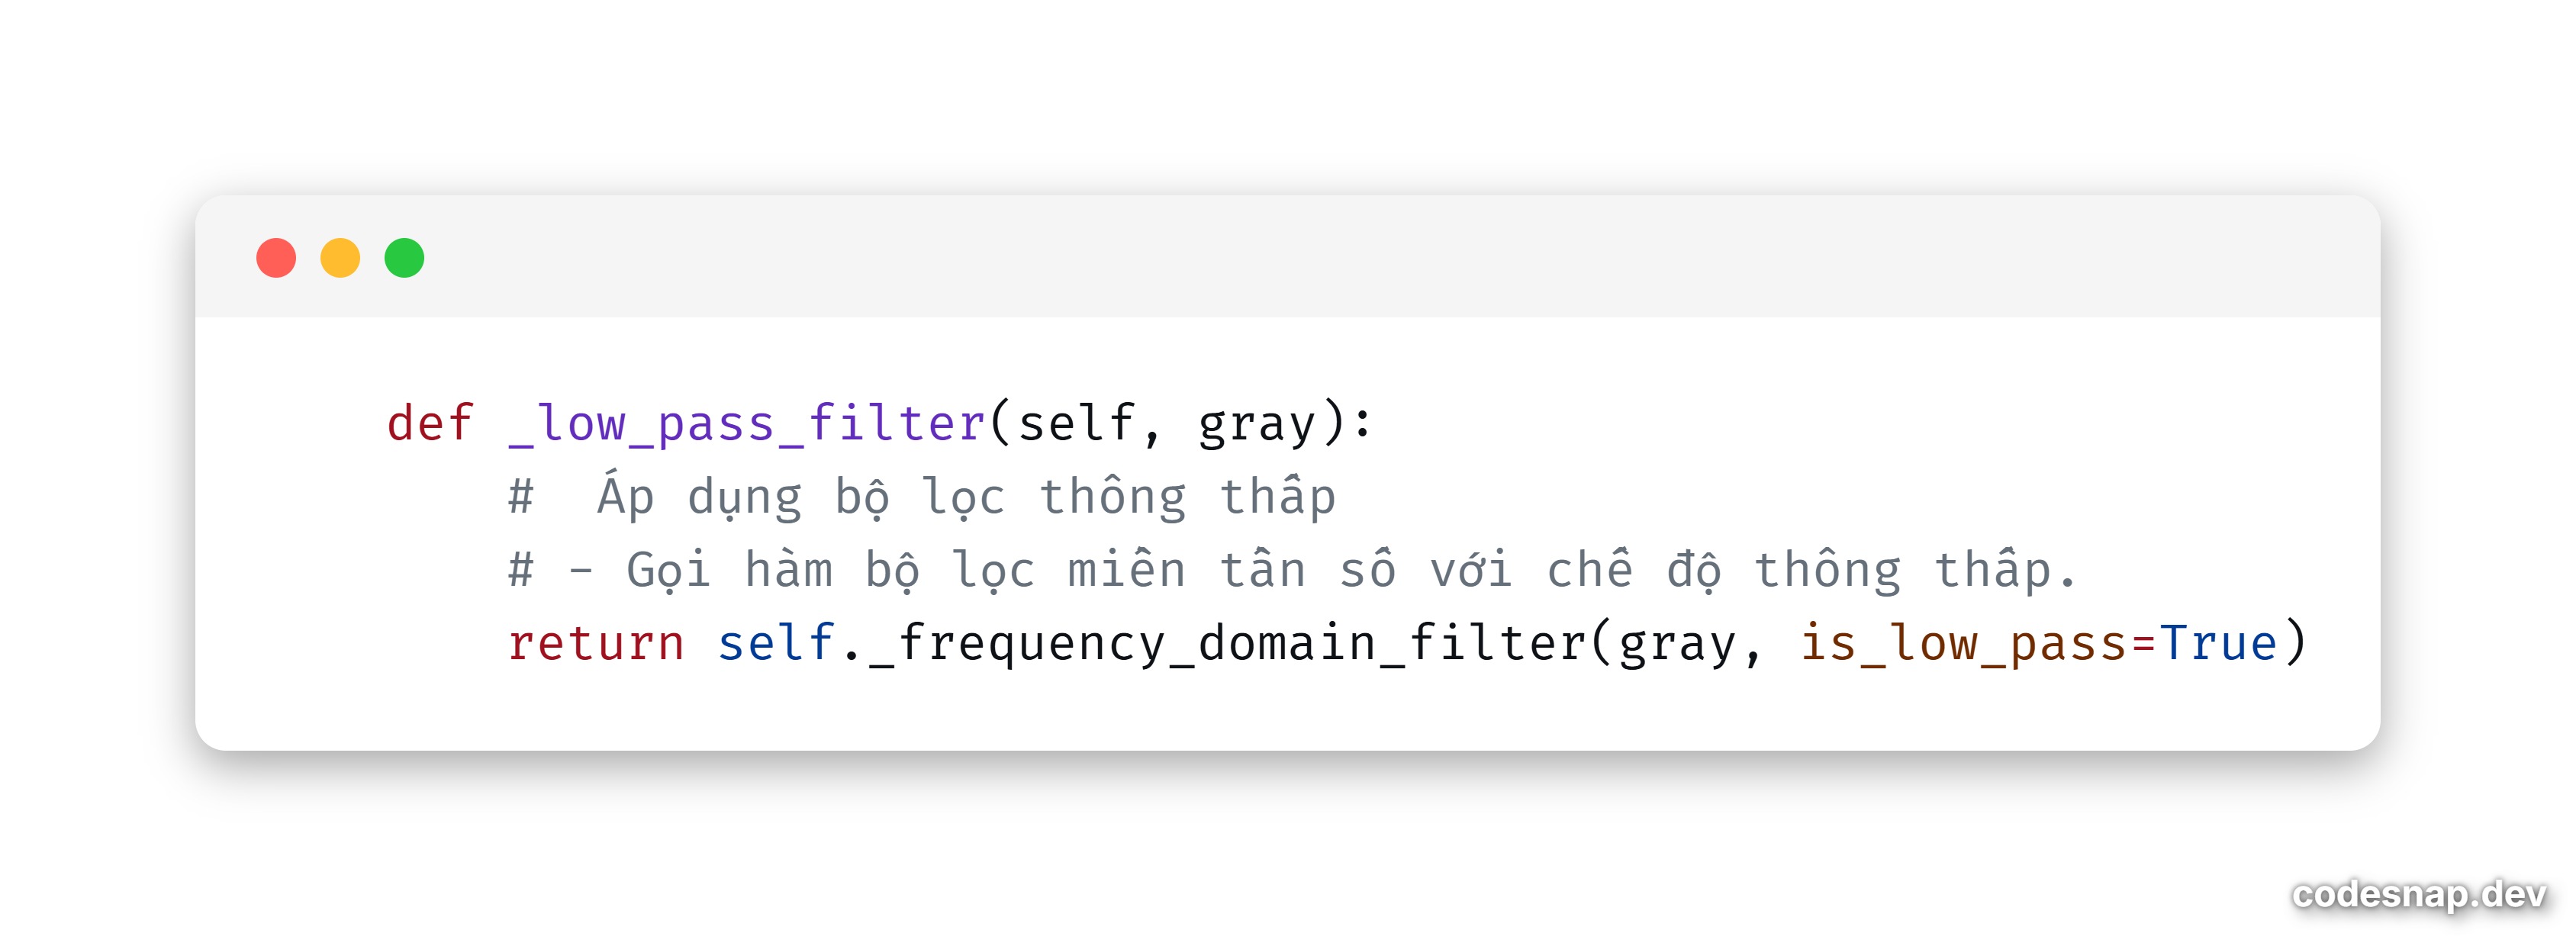 def _low_pass_filter(self, gray):
#  Áp dụng bộ lọc thông thấp
# - Gọi hàm bộ lọc miền tần số với chế độ thông thấp.
return self._frequency_domain_filter(gray, is_low_pass=True)
codesnap.dev